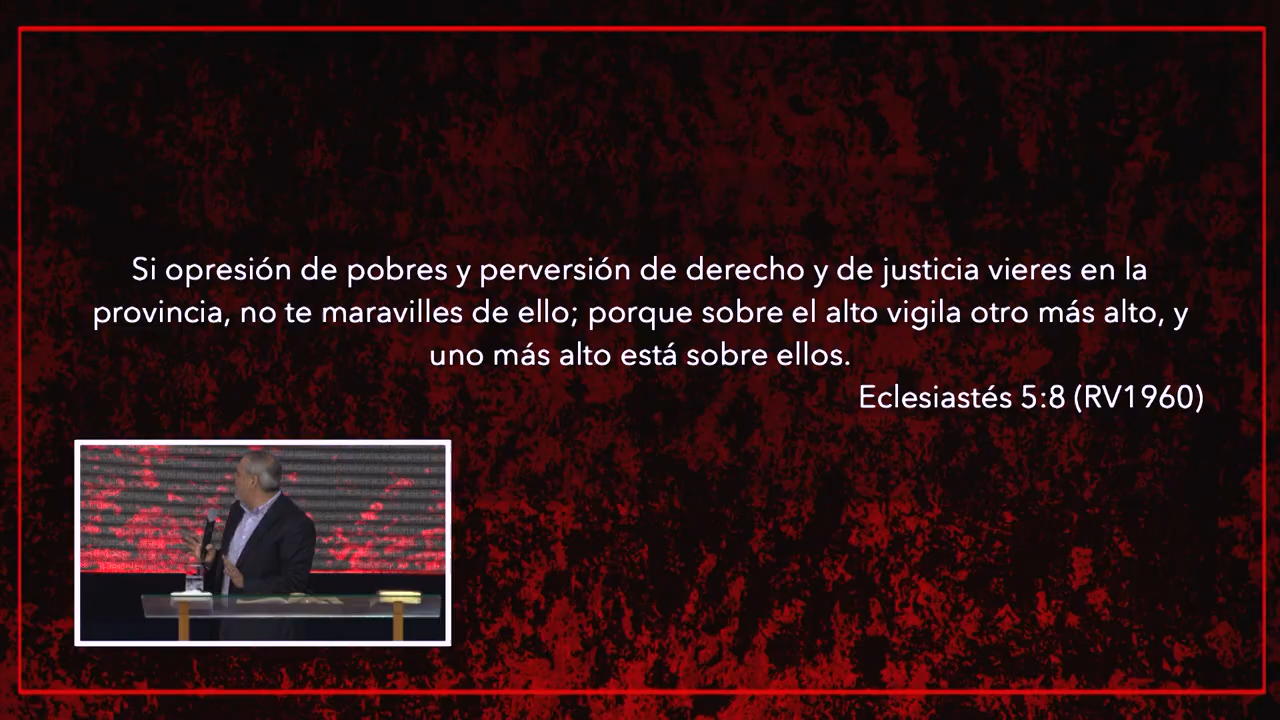 Si opresión de pobres y perversión de derecho y de justicia vieres en la
provincia, no te maravilles de ello; porque sobre el alto vigila otro más alto, y
uno más alto está sobre ellos.
Eclesiastés 5:8 (RV1960)